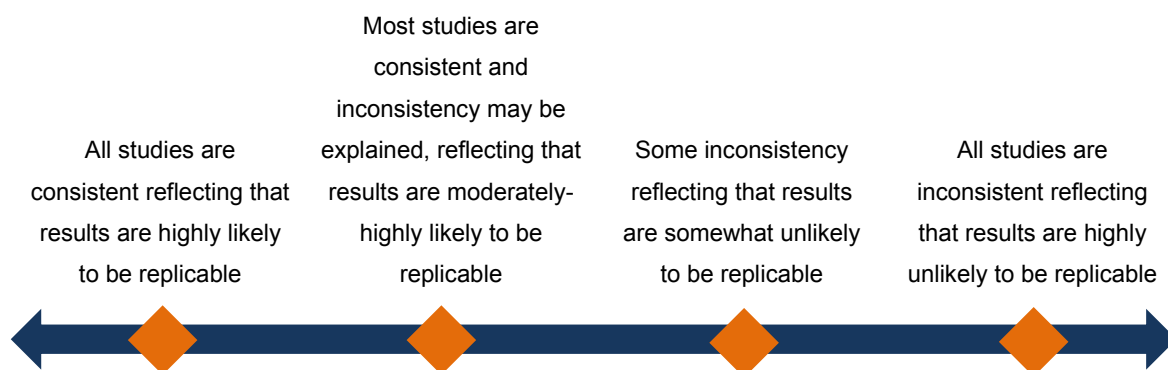 All studies are
consistent reflecting that
results are highly likely
to be replicable
Most studies are
consistent and
inconsistency may be
explained, reflecting that
results are moderately-
highly likely to be
replicable
Some inconsistency
reflecting that results
are somewhat unlikely
to be replicable
All studies are
inconsistent reflecting
that results are highly
unlikely to be replicable